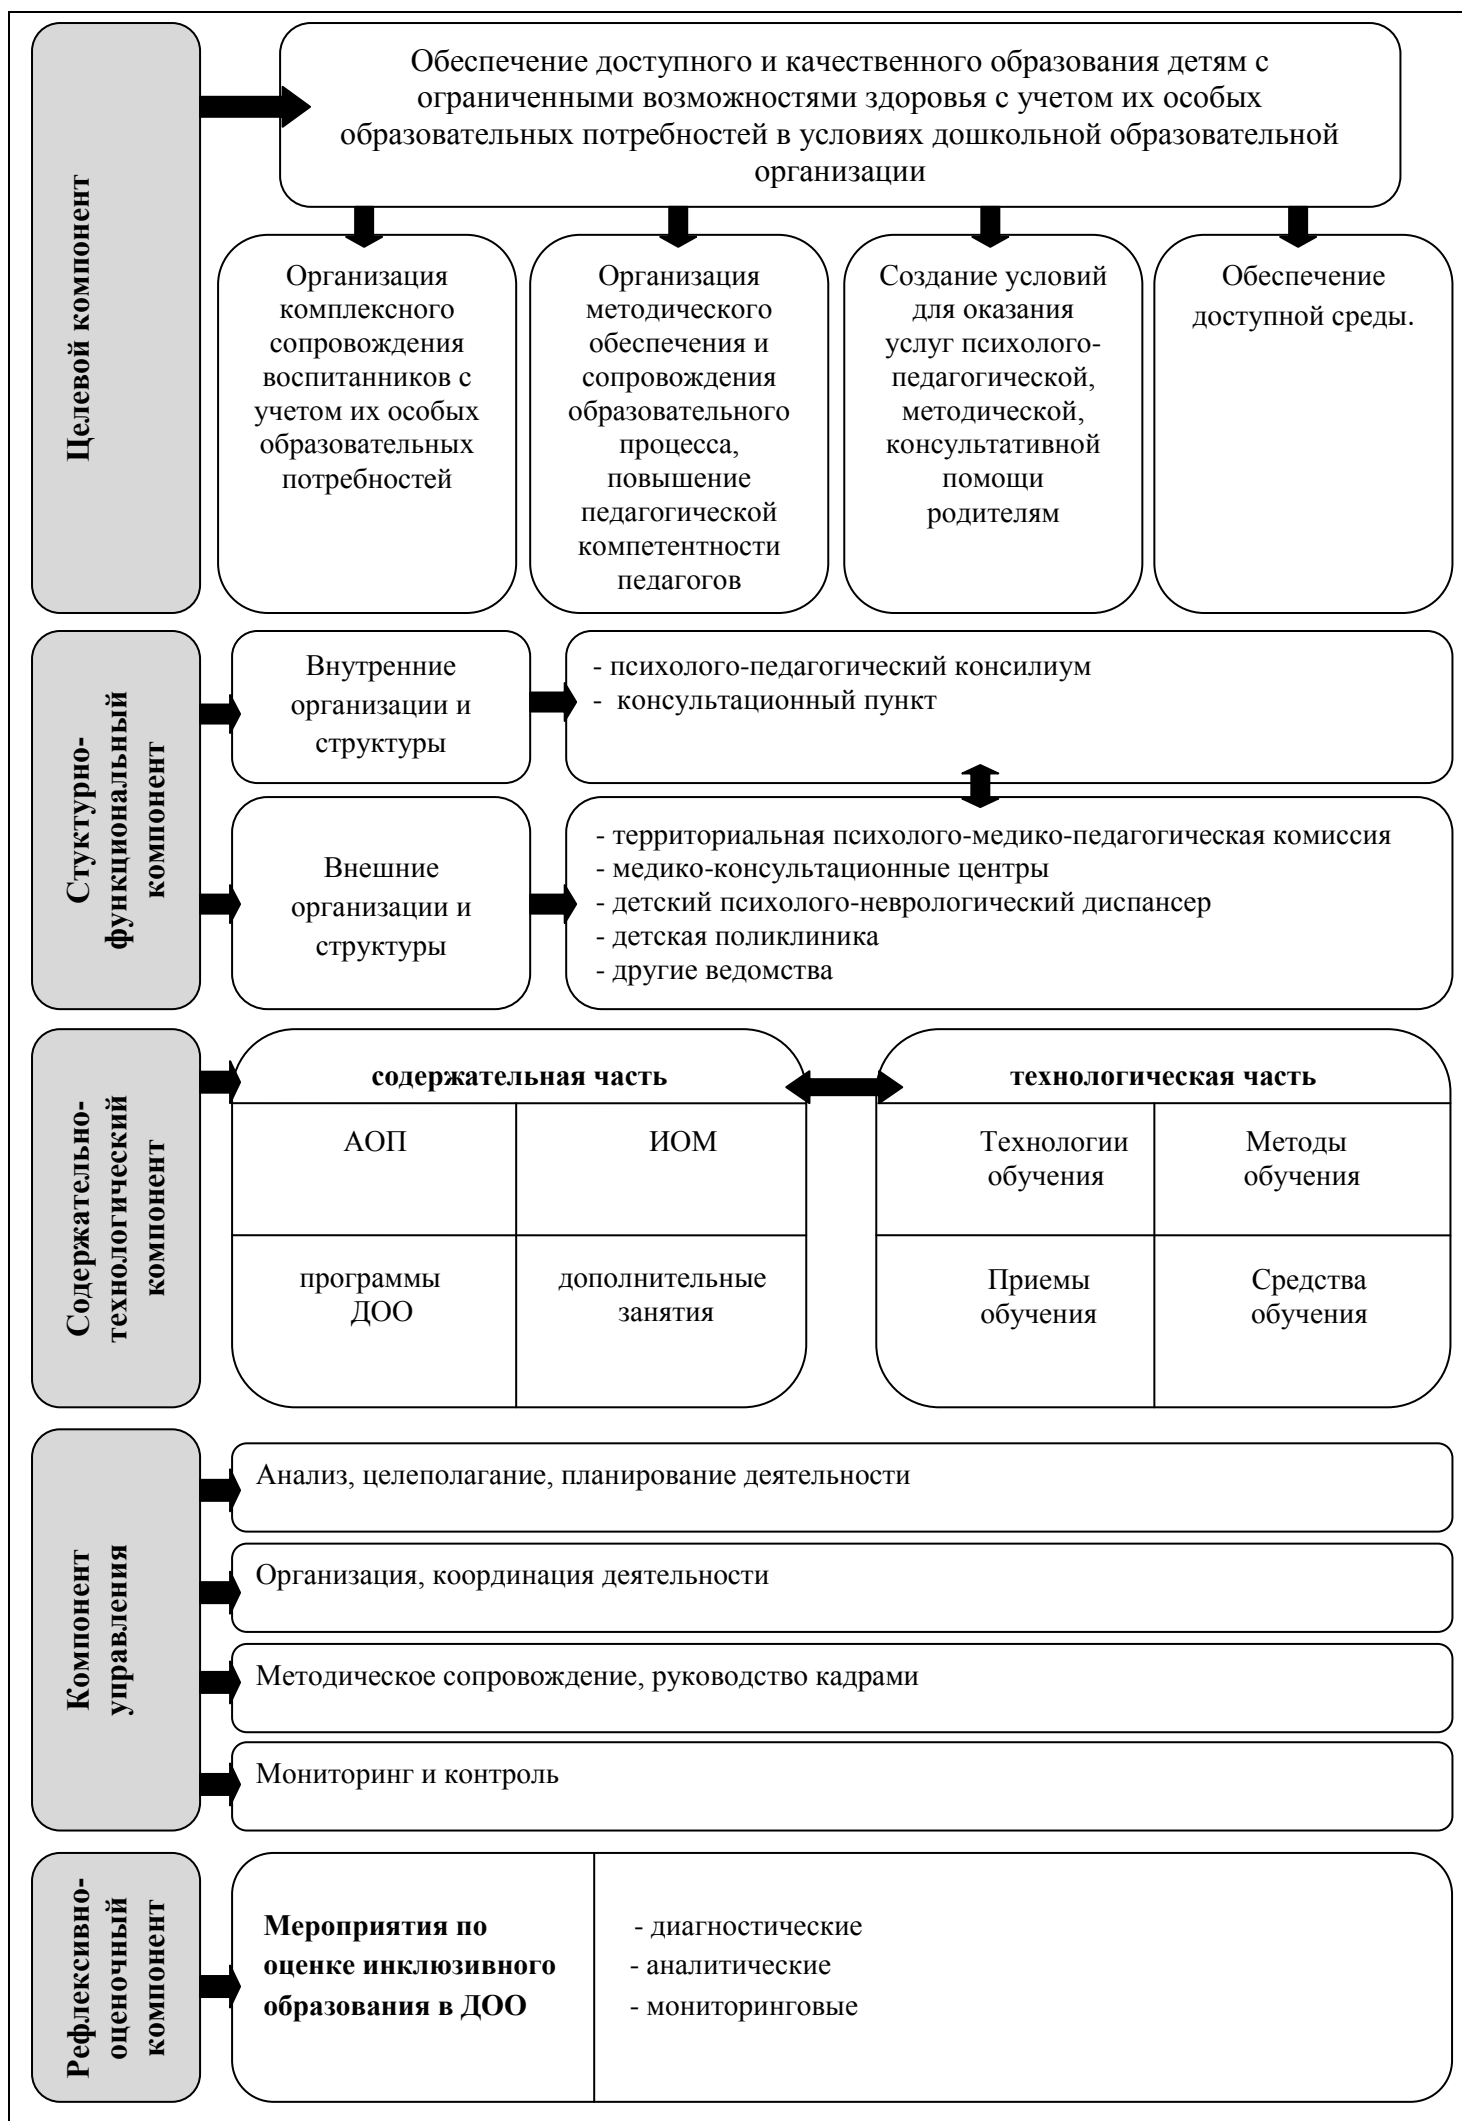 Целевой компонент
Обеспечение доступного и качественного образования детям с
ограниченными возможностями здоровья с учетом их особых
образовательных потребностей в условиях дошкольной образовательной
организации
Организация
комплексного
сопровождения
воспитанников с
учетом их особых
образовательных
потребностей
Организация
методического
обеспечения и
сопровождения
образовательного
процесса,
повышение
педагогической
компетентности
педагогов
Создание условий
для оказания
услуг психолого-
педагогической,
методической,
консультативной
помощи
родителям
Обеспечение
доступной среды.
Стуктурно-
функциональный
компонент
Внутренние
организации и
структуры
- психолого-педагогический консилиум
- консультационный пункт
Внешние
организации и
структуры
- территориальная психолого-медико-педагогическая комиссия
- медико-консультационные центры
- детский психолого-неврологический диспансер
- детская поликлиника
- другие ведомства
Содержательно-
технологический
компонент
содержательная часть
АОП
ИОМ
программы
ДОО
дополнительные
занятия
технологическая часть
Технологии
обучения
Методы
обучения
Приемы
обучения
Средства
обучения
Компонент
управления
Анализ, целеполагание, планирование деятельности
Организация, координация деятельности
Методическое сопровождение, руководство кадрами
Мониторинг и контроль
Рефлексивно-
оценочный
компонент
Мероприятия по
оценке инклюзивного
образования в ДОО
- диагностические
- аналитические
- мониторинговые